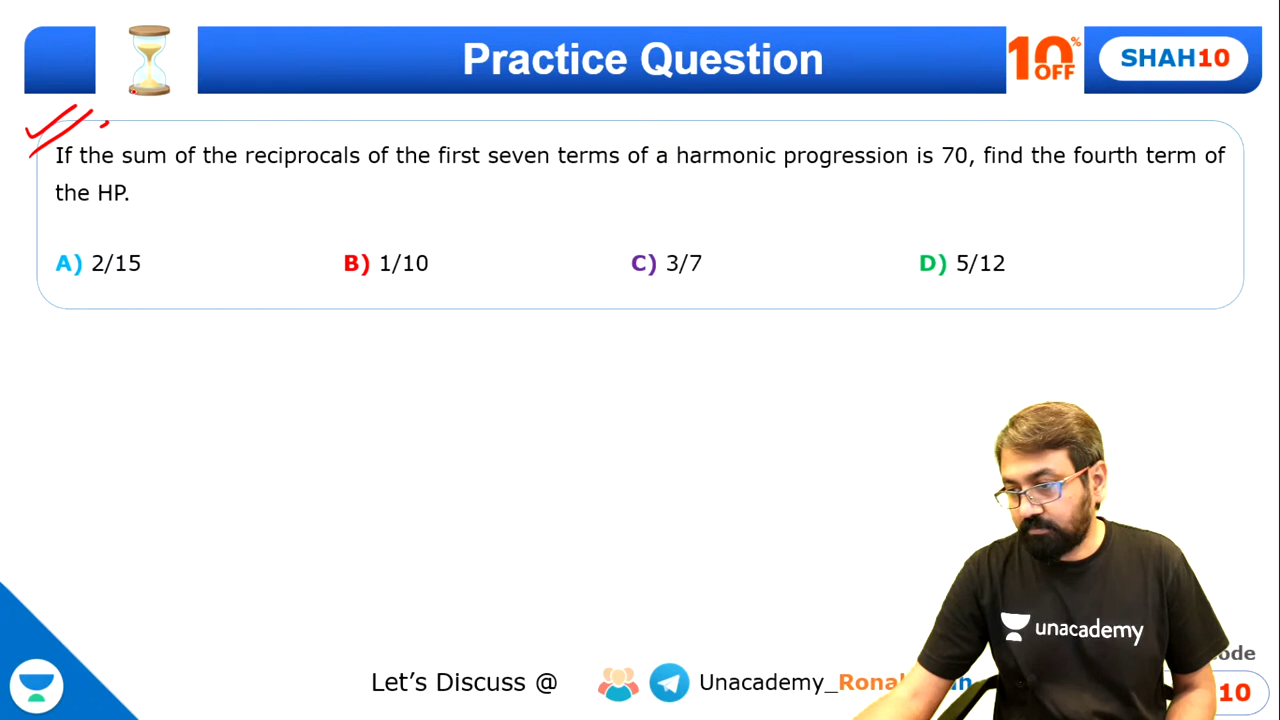 Practice Question
10% OFF
SHAH10
If the sum of the reciprocals of the first seven terms of a harmonic progression is 70, find the fourth term of
the HP.
A) 2/15 B) 1/10 C) 3/7 D) 5/12
unacademy
Let's Discuss @ Unacademy_
10